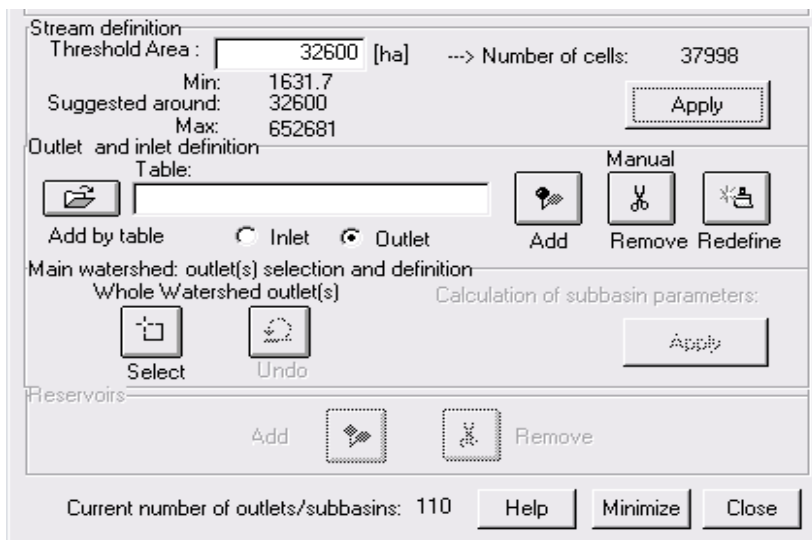 Stream definition
Threshold Area : 32600 [ha] ---> Number of cells: 37998
Min: 1631.7
Suggested around: 32600
Max: 652681
Apply
Outlet and inlet definition
Table:
Manual
Add by table Inlet Outlet Add Remove Redefine
Main watershed: outlet(s) selection and definition
Whole Watershed outlet(s) Calculation of subbasin parameters:
Apply
Select Undo
Reservoirs
Add Remove
Current number of outlets/subbasins: 110 Help Minimize Close